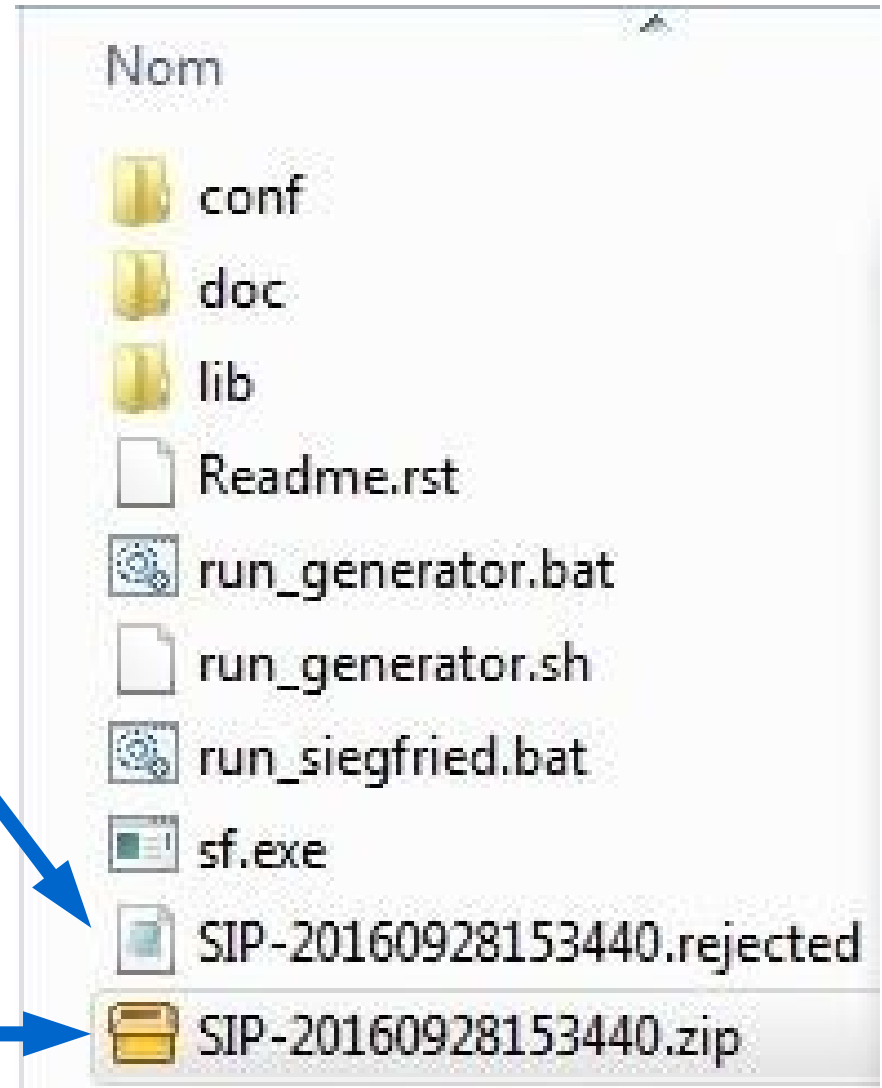 Nom
conf
doc
lib
Readme.rst
run_generator.bat
run_generator.sh
run_siegfried.bat
sf.exe
SIP-20160928153440.rejected
SIP-20160928153440.zip